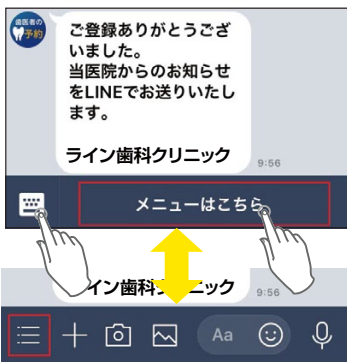 歯医者の
予約
ご登録ありがとうござ
いました。
当医院からのお知らせ
をLINEでお送りいたし
ます。
ライン歯科クリニック
9:56
メニューはこちら
イン歯科 ニック
9:56
Aa